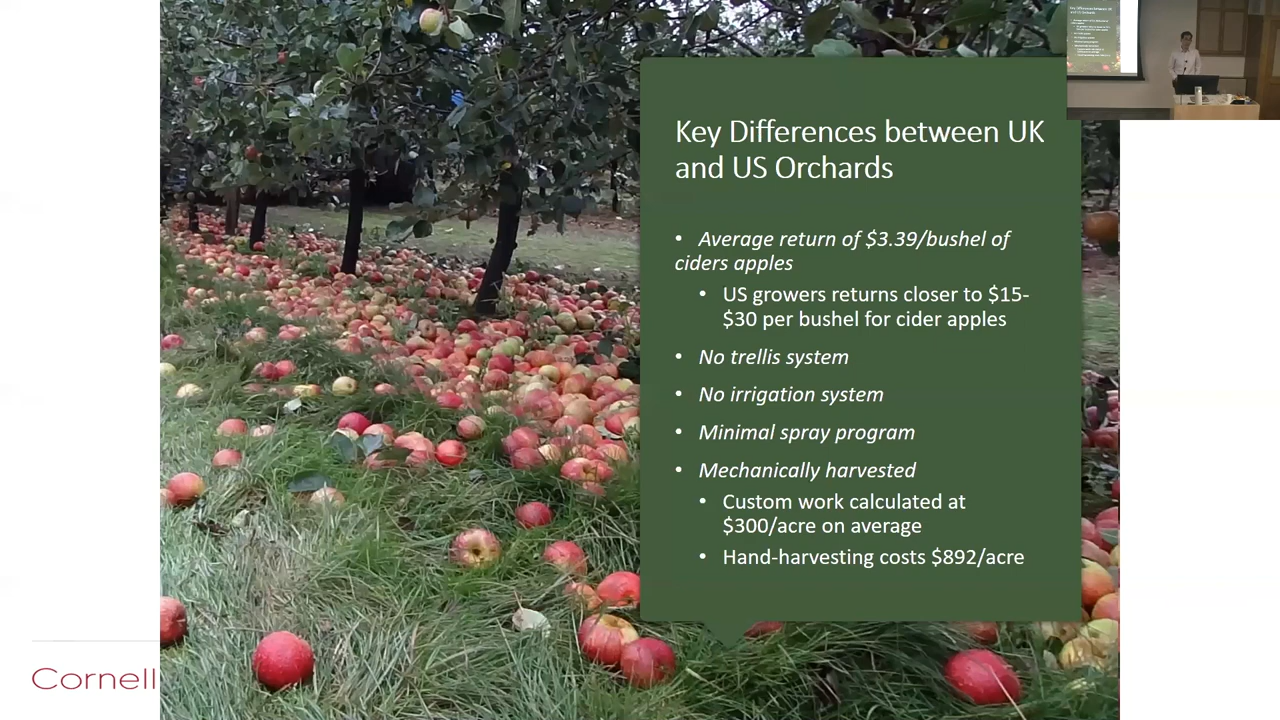 Key Differences between UK
and US Orchards
• Average return of $3.39/bushel of
ciders apples
• US growers returns closer to $15-
$30 per bushel for cider apples
• No trellis system
• No irrigation system
• Minimal spray program
• Mechanically harvested
• Custom work calculated at
$300/acre on average
• Hand-harvesting costs $892/acre
Cornell